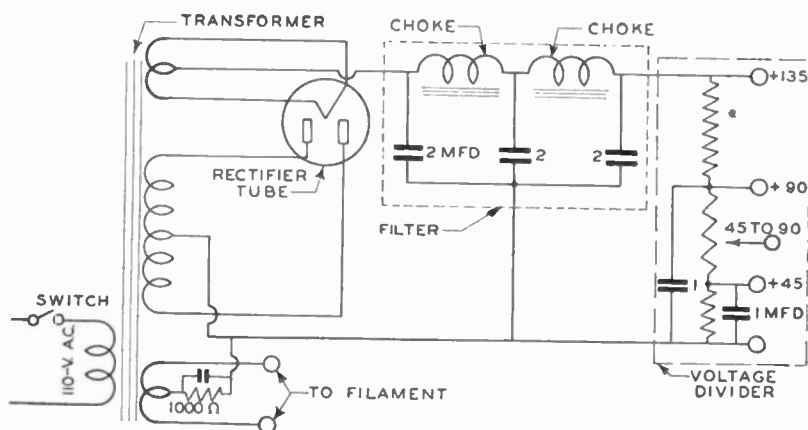 TRANSFORMER
CHOKE
CHOKE
+135
2 MFD
2
2
RECTIFIER
TUBE
+90
45 TO 90
FILTER
+45
SWITCH
1
1 MFD
110-V. A.C.
1000 Ω
TO FILAMENT
VOLTAGE
DIVIDER